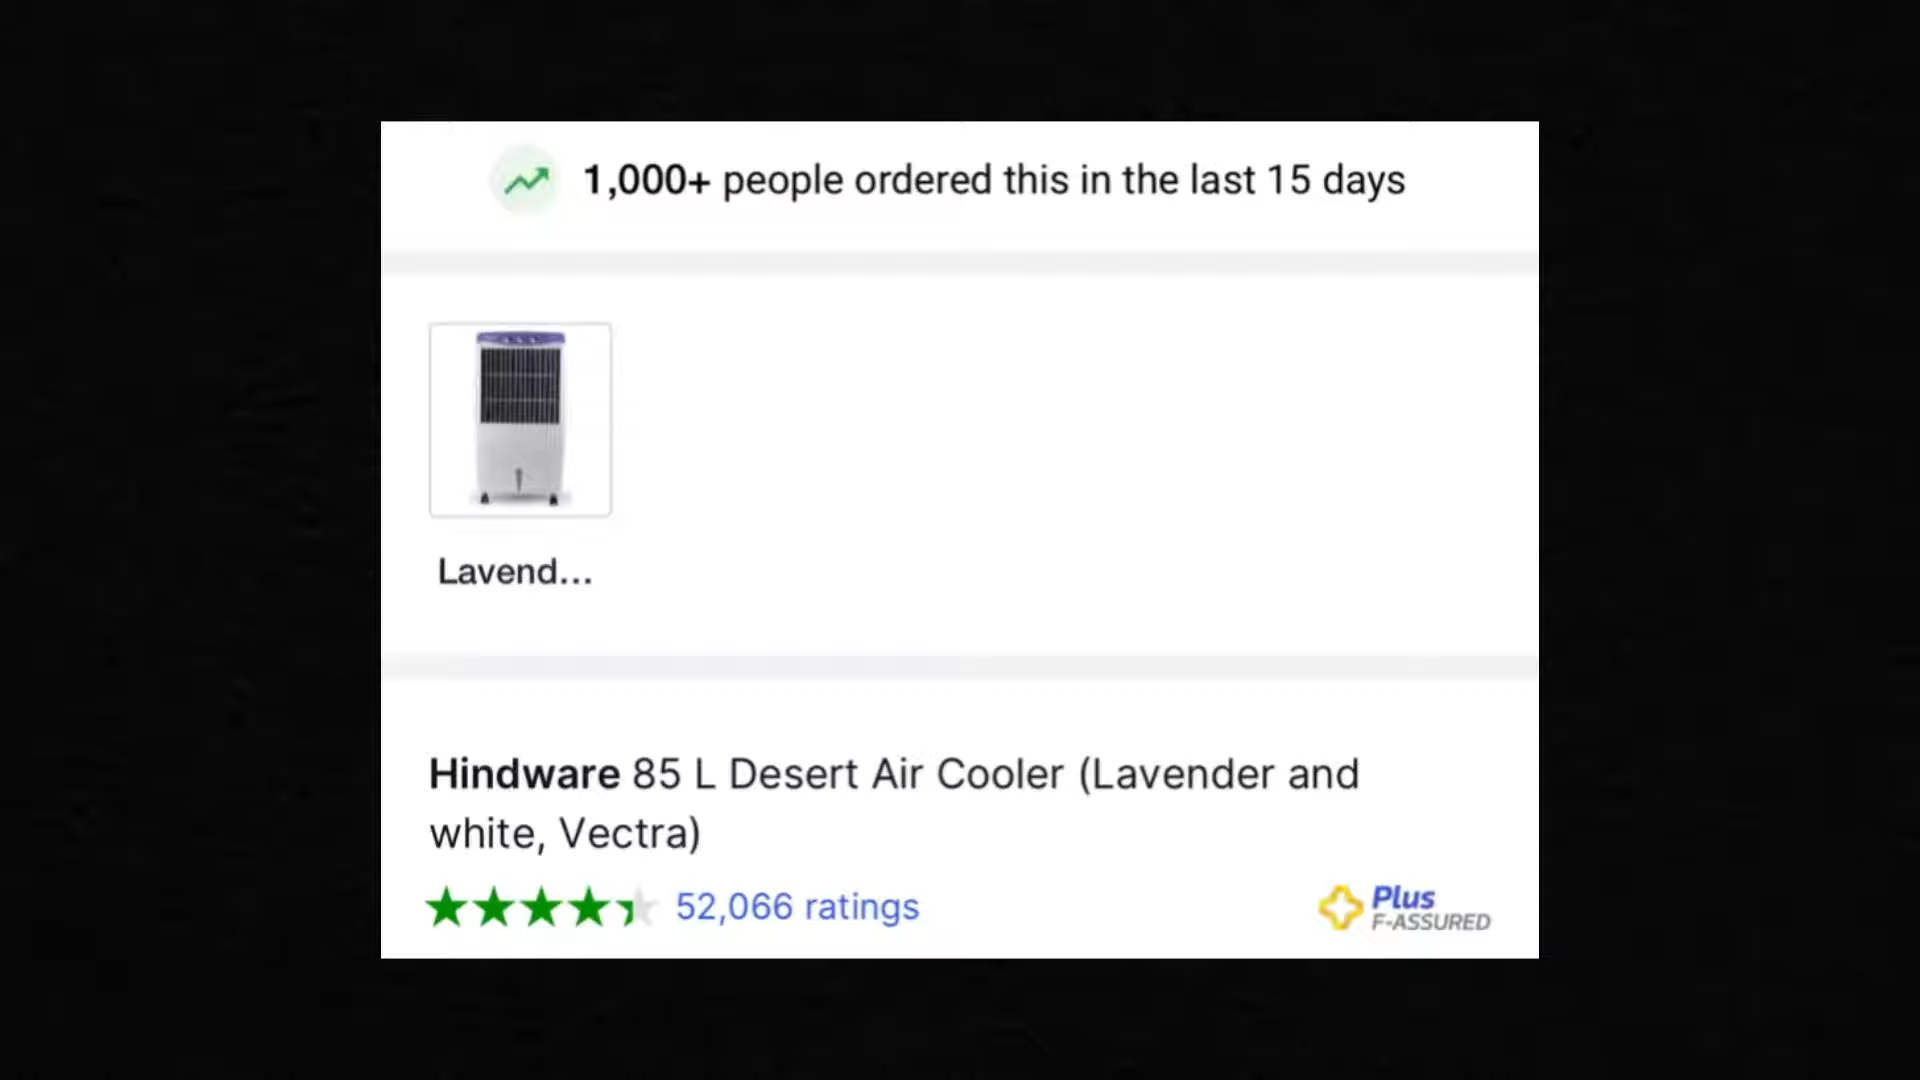 1,000+ people ordered this in the last 15 days
Lavend...
Hindware 85 L Desert Air Cooler (Lavender and
white, Vectra)
52,066 ratings
Plus
F-ASSURED